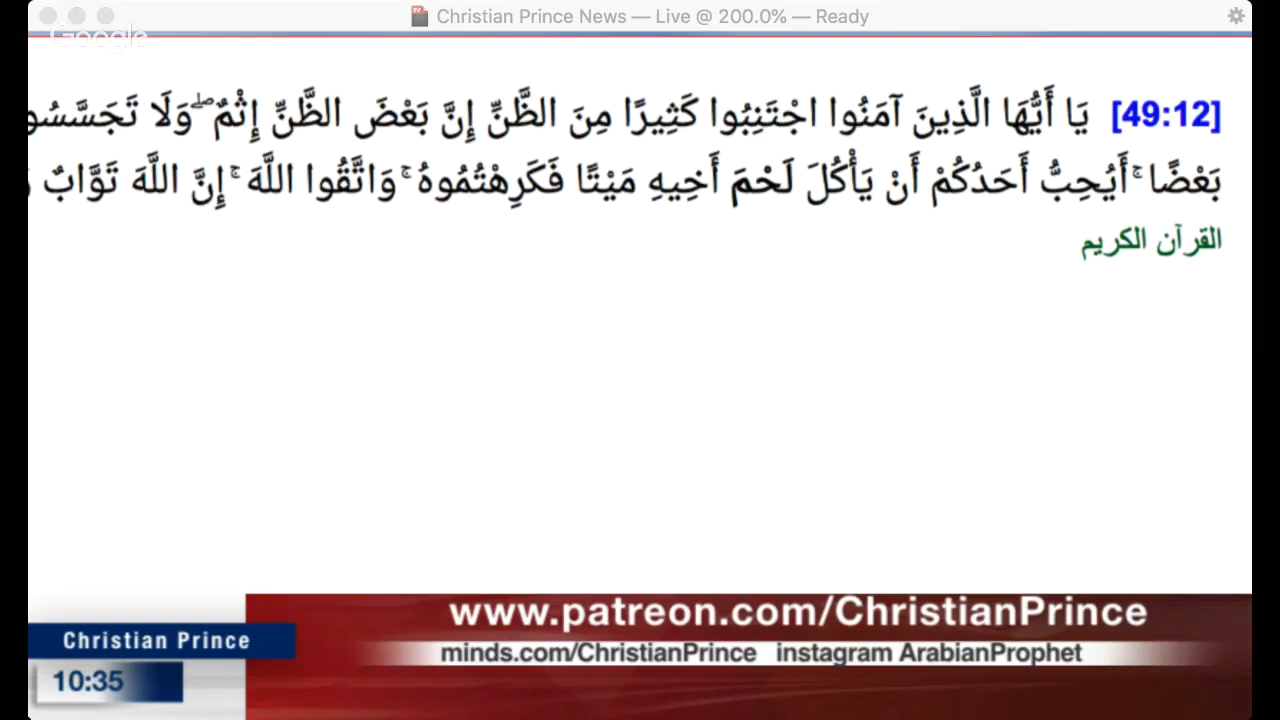 Christian Prince News — Live @ 200.0% — Ready
Google
[49:12] يَا أَيُّهَا الَّذِينَ آمَنُوا اجْتَنِبُوا كَثِيرًا مِنَ الظَّنِّ إِنَّ بَعْضَ الظَّنِّ إِثْمٌ ۖ وَلَا تَجَسَّسُو
بَعْضًا ۚ أَيُحِبُّ أَحَدُكُمْ أَنْ يَأْكُلَ لَحْمَ أَخِيهِ مَيْتًا فَكَرِهْتُمُوهُ ۚ وَاتَّقُوا اللَّهَ ۚ إِنَّ اللَّهَ تَوَّابٌ
القرآن الكريم
www.patreon.com/ChristianPrince
Christian Prince
minds.com/ChristianPrince instagram ArabianProphet
10:35